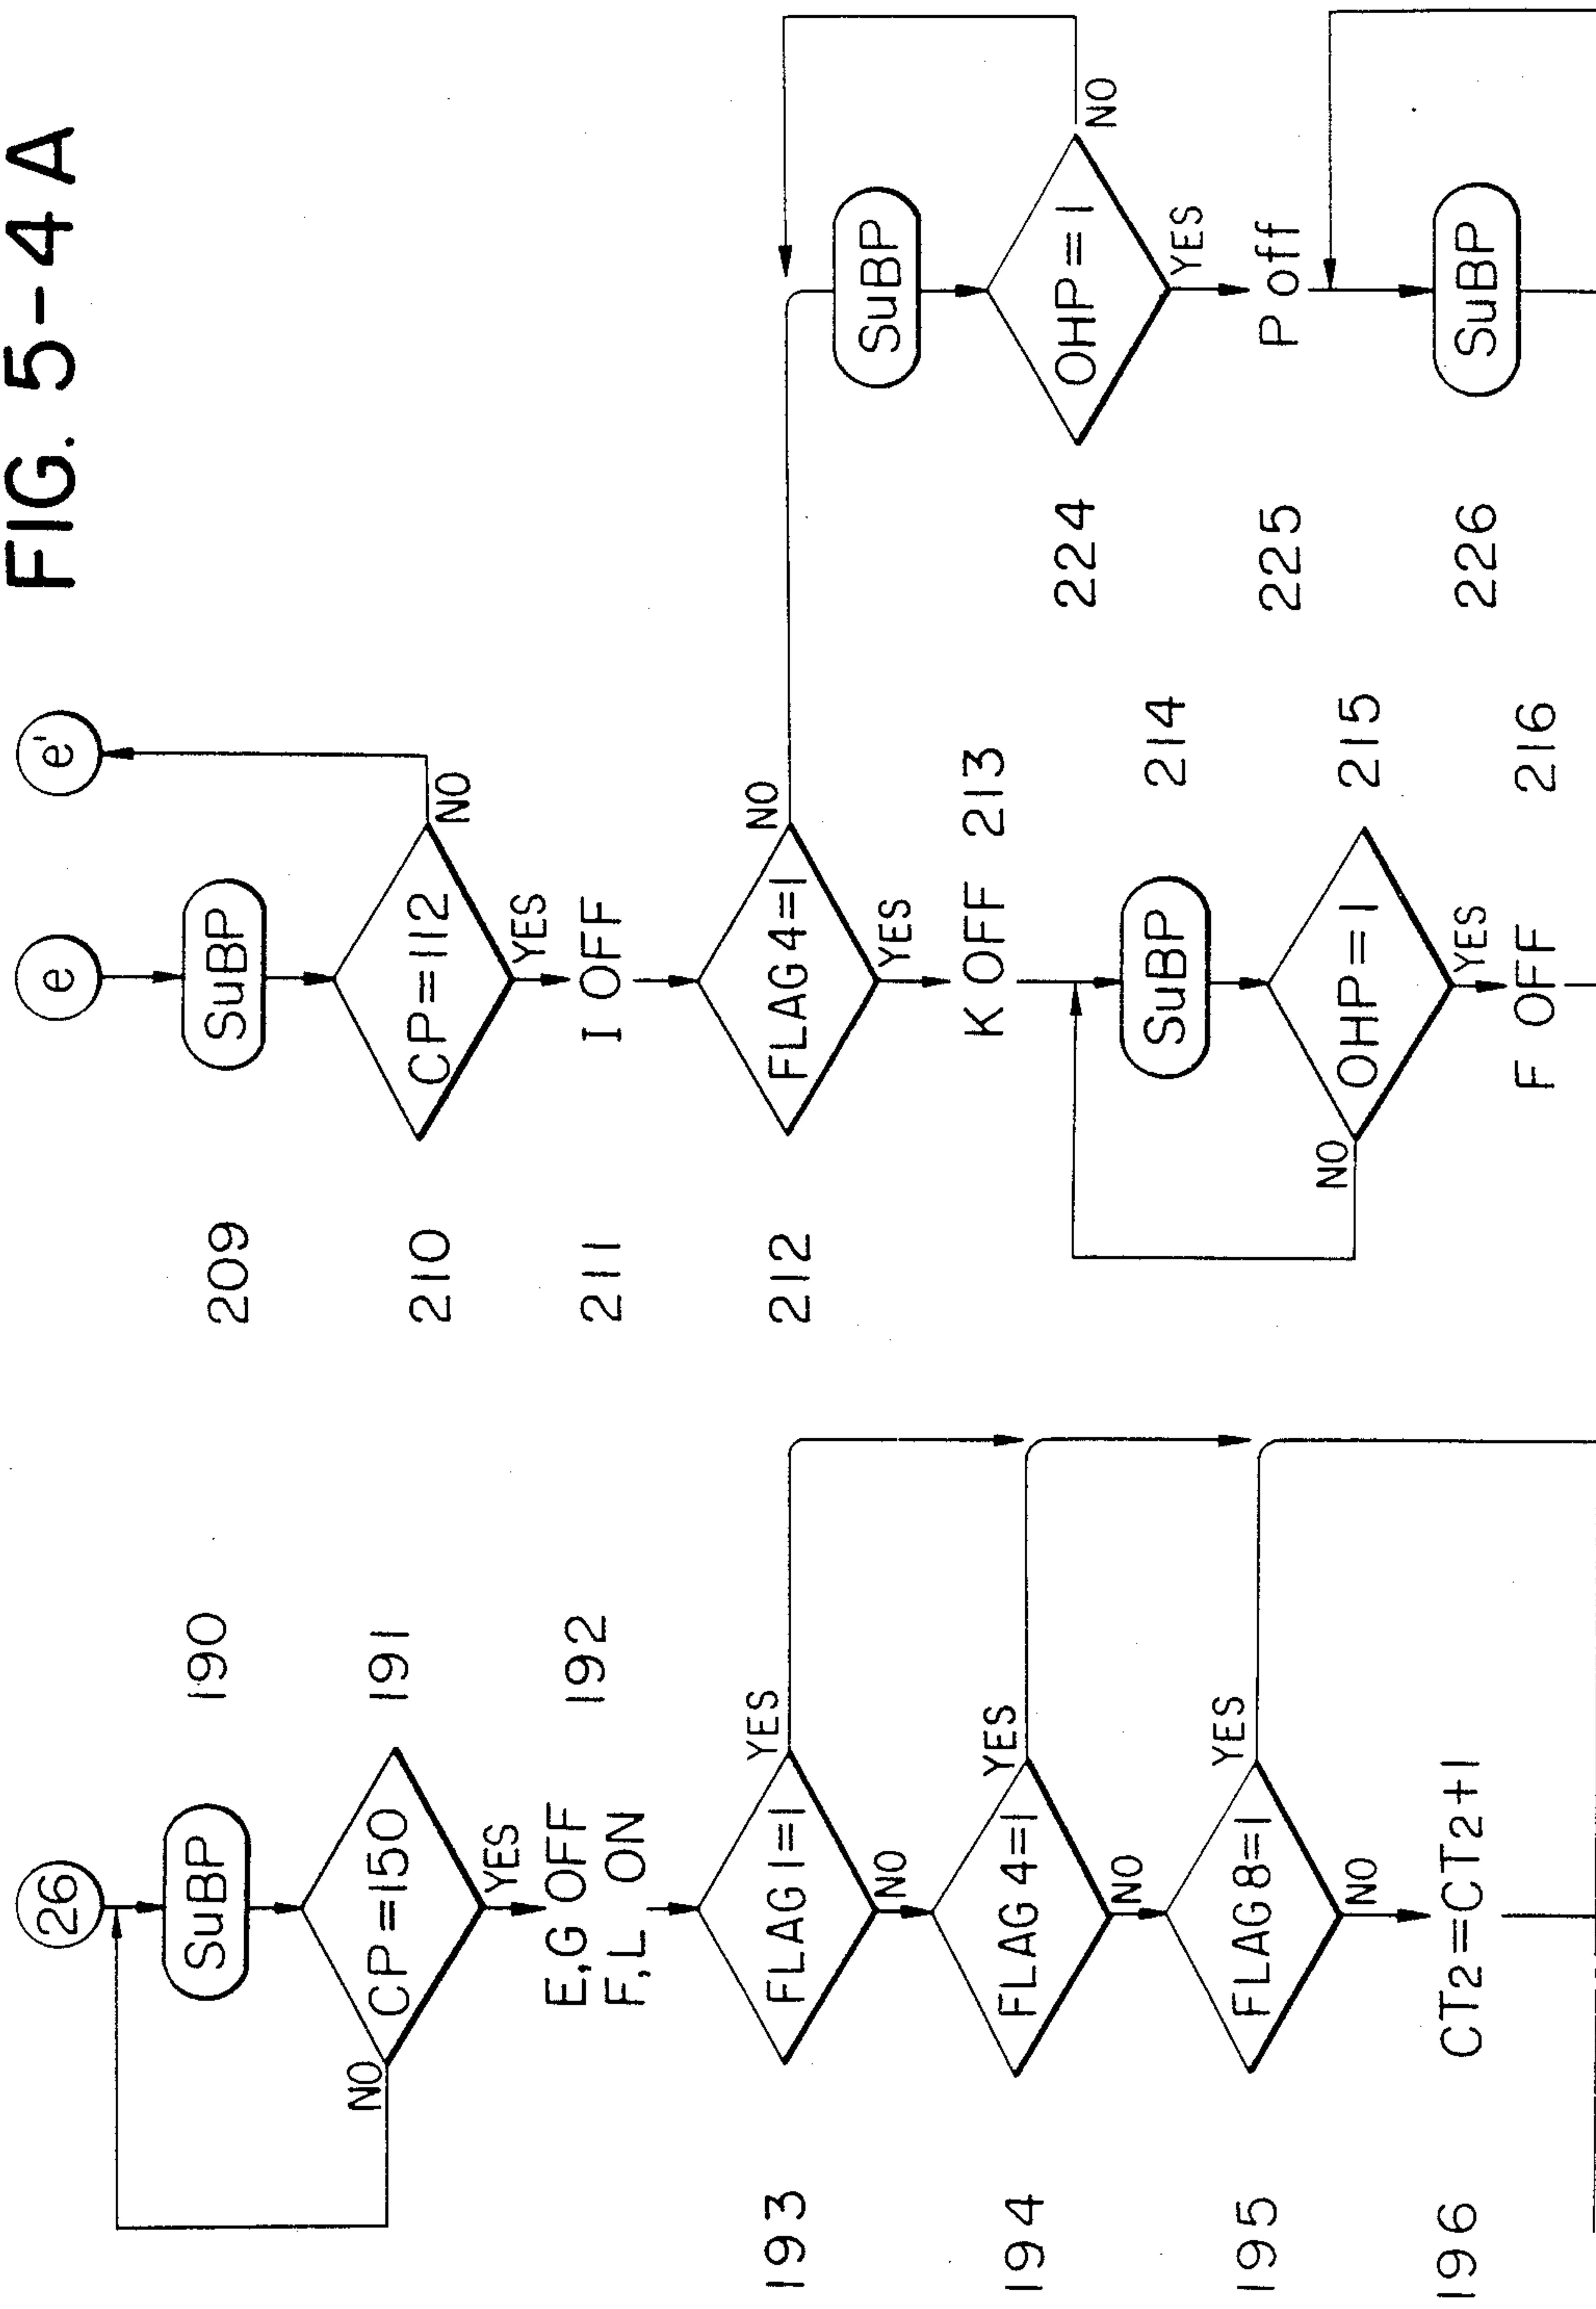 FIG. 5-4 A
26
SuBP
190
CP=150
191
NO
YES
E,G OFF
F,L ON
192
193
FLAG 1=1
YES
NO
194
FLAG 4=1
YES
NO
195
FLAG 8=1
YES
NO
196
CT2=CT2+1
e
e'
209
SuBP
210
CP=112
NO
YES
211
I OFF
212
FLAG 4=1
NO
YES
K OFF
213
SuBP
214
OHP=1
215
NO
YES
F OFF
216
SuBP
224
OHP=1
NO
YES
225
P off
226
SuBP